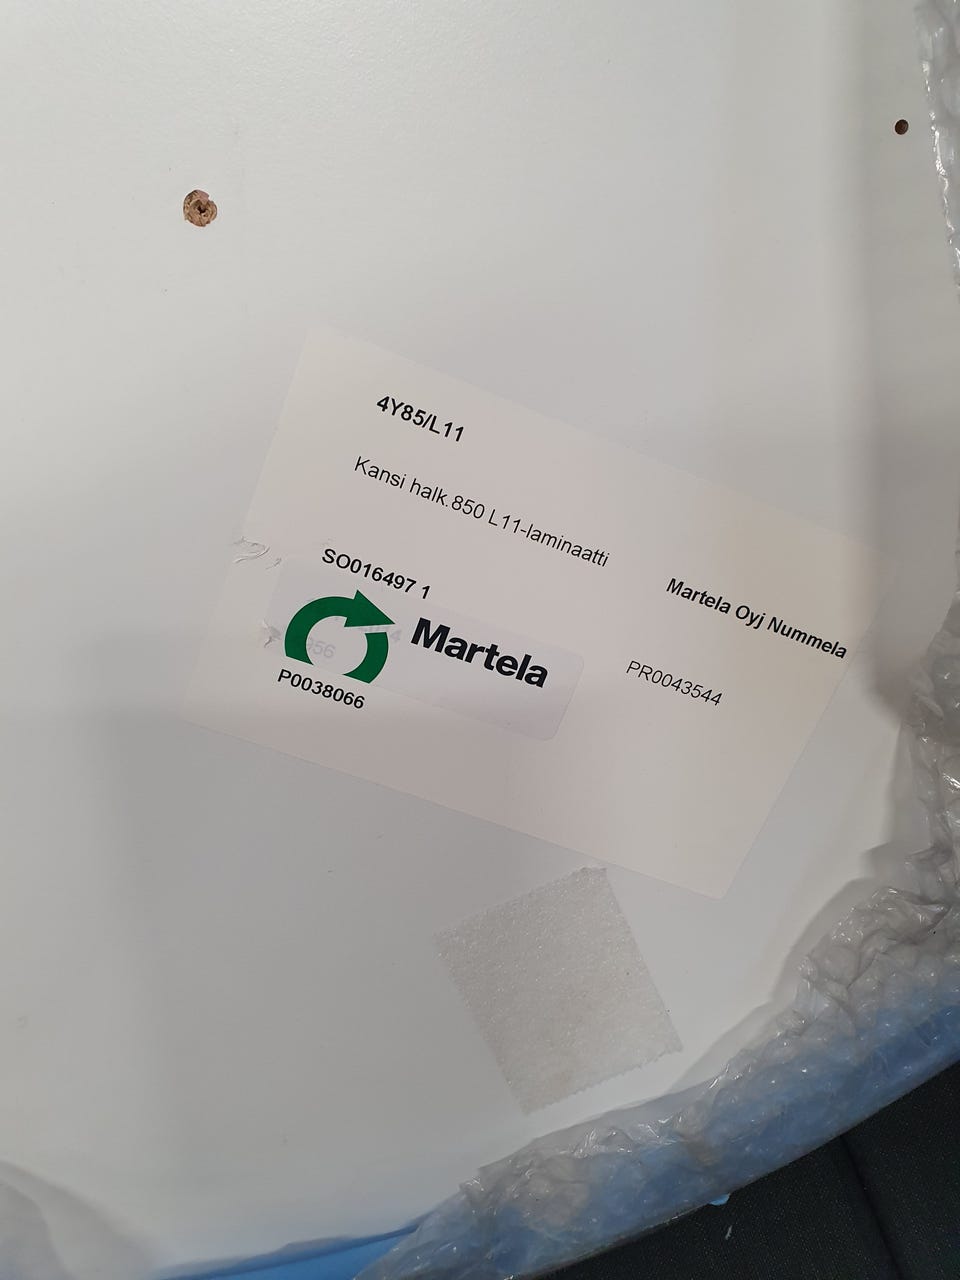 4Y85/L11
Kansi halk.850 L11-laminaatti
SO016497 1
Martela Oyj Nummela
Martela
P0038066
PR0043544